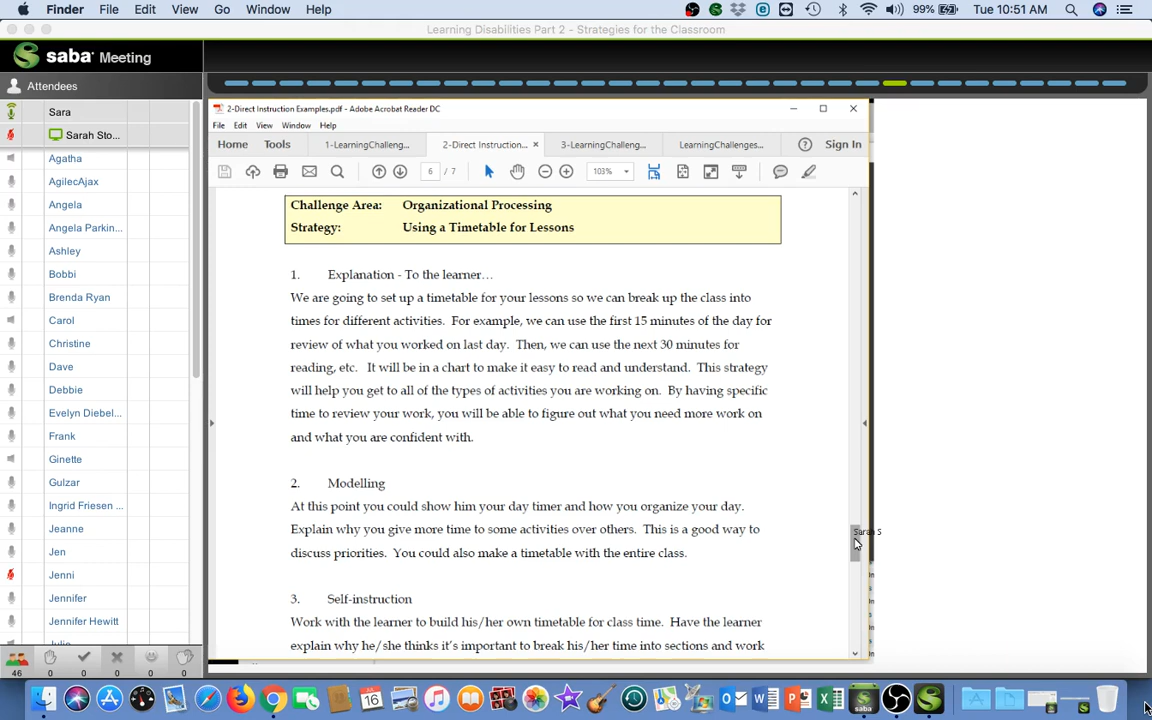 Finder File Edit View Go Window Help 99% Tue 10:51 AM
Learning Disabilities Part 2 - Strategies for the Classroom
saba Meeting
Attendees
Sara
Sarah Sto...
Agatha
AgilecAjax
Angela
Angela Parkin...
Ashley
Bobbi
Brenda Ryan
Carol
Christine
Dave
Debbie
Evelyn Diebel...
Frank
Ginette
Gulzar
Ingrid Friesen ...
Jeanne
Jen
Jenni
Jennifer
Jennifer Hewitt
46 0 0 0 0 0
2-Direct Instruction Examples.pdf - Adobe Acrobat Reader DC
File Edit View Window Help
Home Tools 1-LearningChalleng... 2-Direct Instruction... × 3-LearningChalleng... LearningChallenges... Sign In
6 / 7 103%
Challenge Area: Organizational Processing
Strategy: Using a Timetable for Lessons
1. Explanation - To the learner…
We are going to set up a timetable for your lessons so we can break up the class into
times for different activities. For example, we can use the first 15 minutes of the day for
review of what you worked on last day. Then, we can use the next 30 minutes for
reading, etc. It will be in a chart to make it easy to read and understand. This strategy
will help you get to all of the types of activities you are working on. By having specific
time to review your work, you will be able to figure out what you need more work on
and what you are confident with.
2. Modelling
At this point you could show him your day timer and how you organize your day.
Explain why you give more time to some activities over others. This is a good way to
discuss priorities. You could also make a timetable with the entire class.
3. Self-instruction
Work with the learner to build his/her own timetable for class time. Have the learner
explain why he/she thinks it's important to break his/her time into sections and work
Sarah S
16
saba